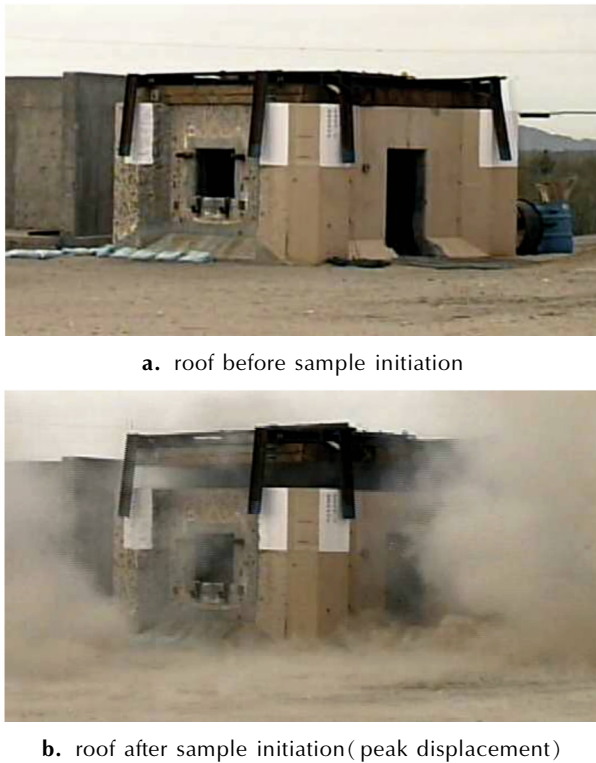 a. roof before sample initiation
b. roof after sample initiation( peak displacement)